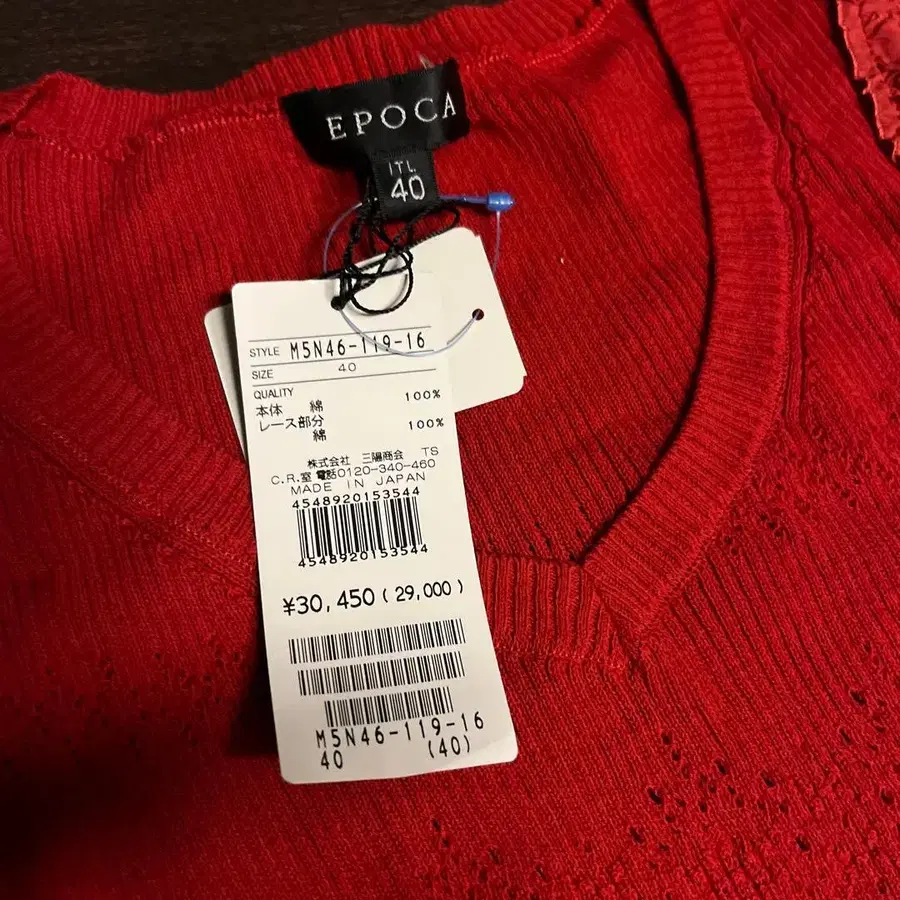 EPOCA
ITL
40
STYLE M5N46-119-16
SIZE 40
QUALITY
本体 綿 100%
レース部分
綿 100%
株式会社 三陽商会 TS
C.R.室 電話0120-340-460
MADE IN JAPAN
4548920153544
4548920153544
¥30,450(29,000)
M5N46-119-16
40 (40)